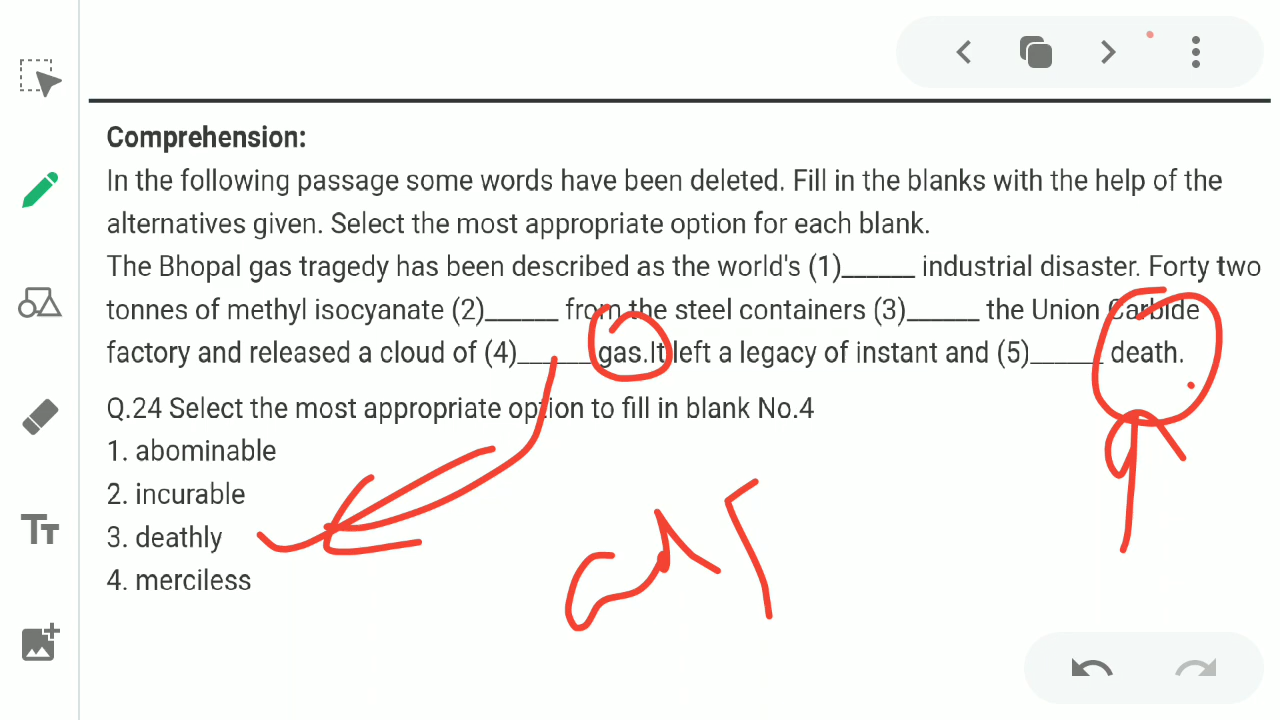 Comprehension:
In the following passage some words have been deleted. Fill in the blanks with the help of the
alternatives given. Select the most appropriate option for each blank.
The Bhopal gas tragedy has been described as the world's (1)______ industrial disaster. Forty two
tonnes of methyl isocyanate (2)______ from the steel containers (3)______ the Union Carbide
factory and released a cloud of (4)______ gas.It left a legacy of instant and (5)______ death.
Q.24 Select the most appropriate option to fill in blank No.4
1. abominable
2. incurable
3. deathly
4. merciless